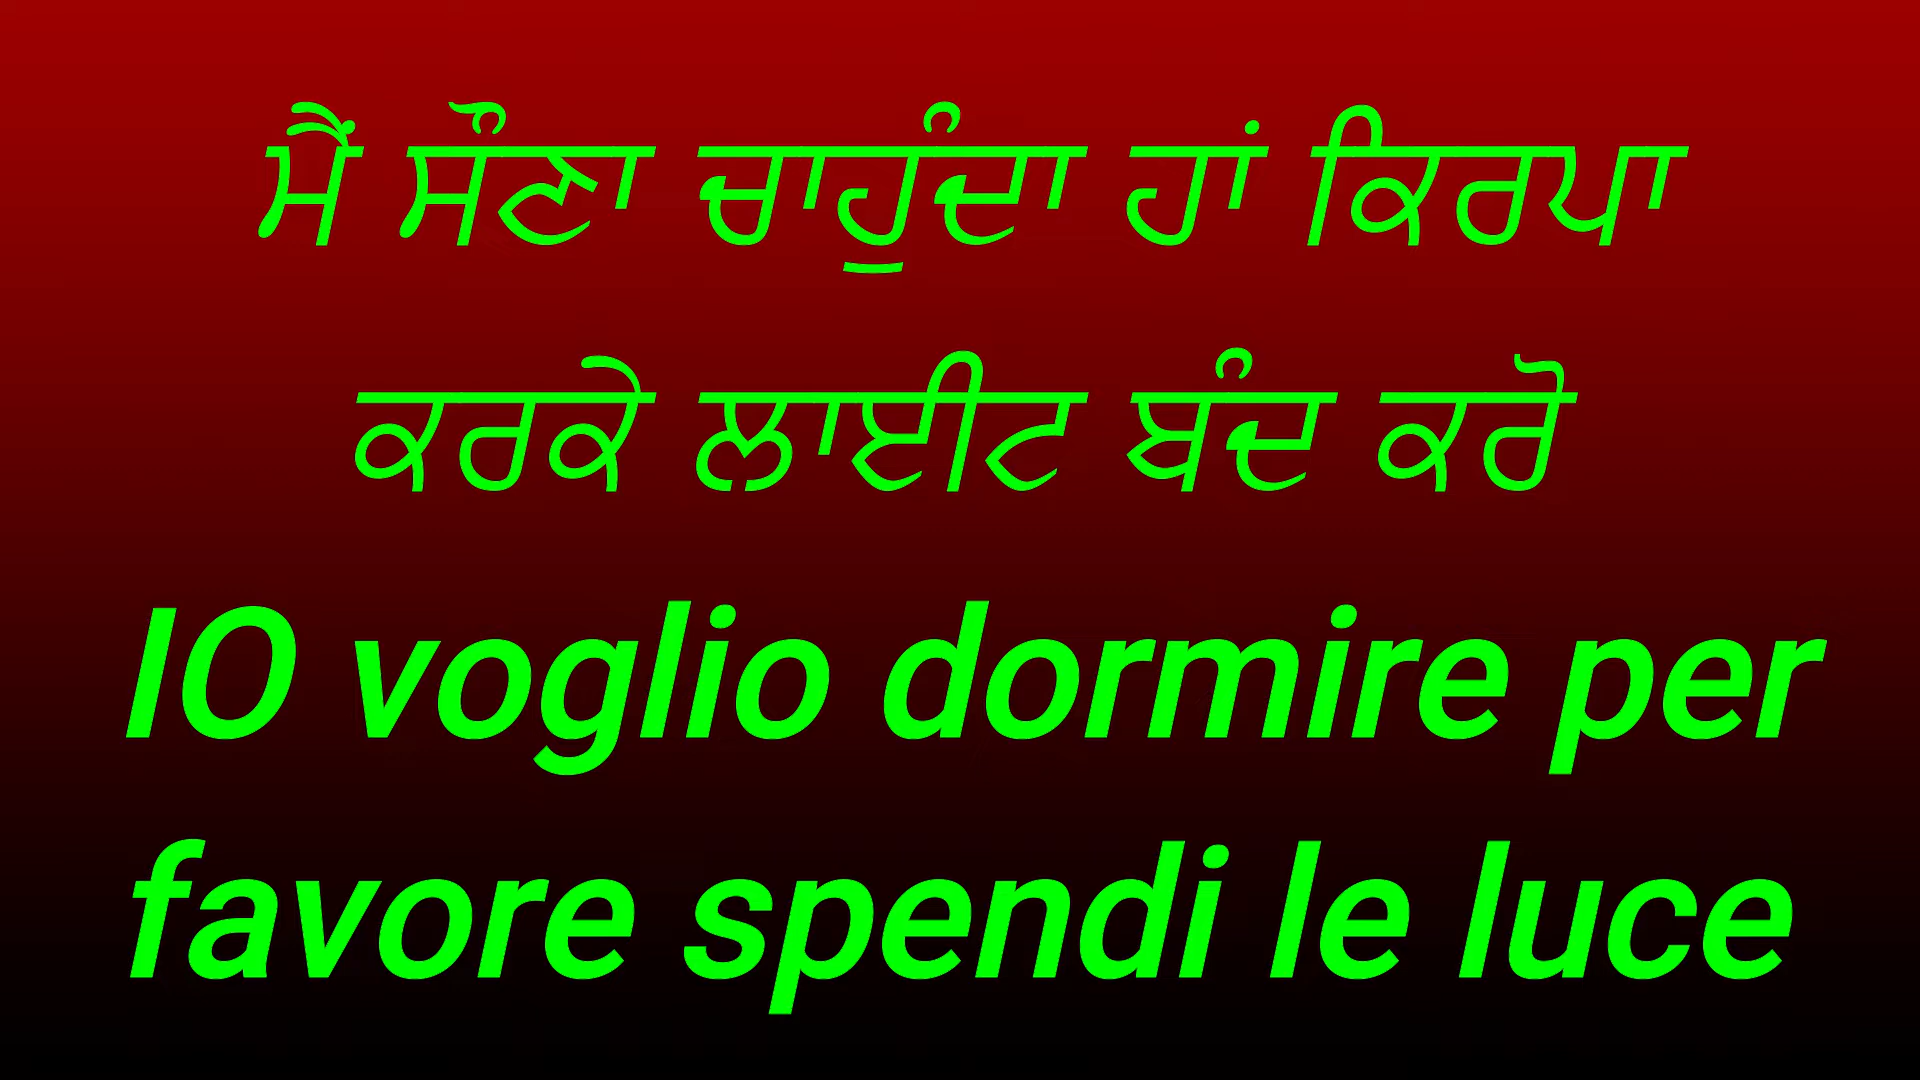 ਮੈਂ ਸੌਣਾ ਚਾਹੁੰਦਾ ਹਾਂ ਕਿਰਪਾ
ਕਰਕੇ ਲਾਈਟ ਬੰਦ ਕਰੋ
IO voglio dormire per
favore spendi le luce